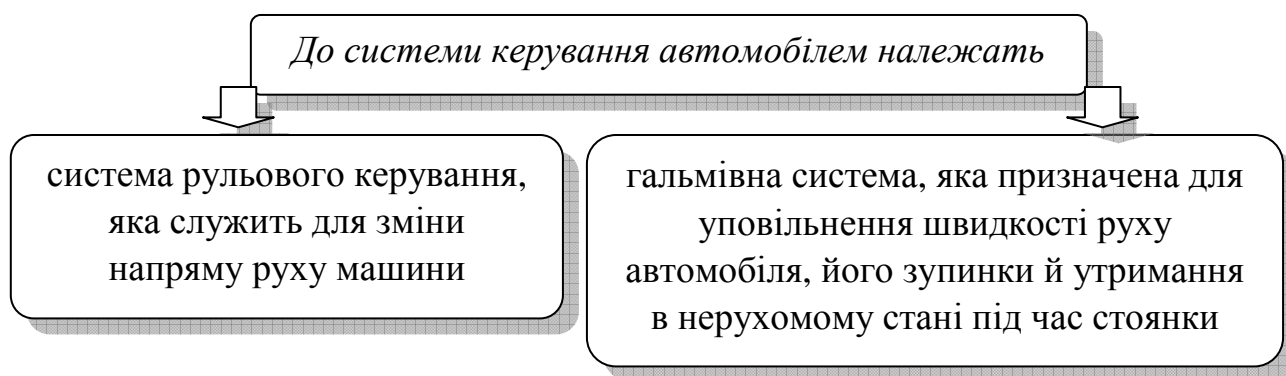 До системи керування автомобілем належать
система рульового керування,
яка служить для зміни
напряму руху машини
гальмівна система, яка призначена для
уповільнення швидкості руху
автомобіля, його зупинки й утримання
в нерухомому стані під час стоянки